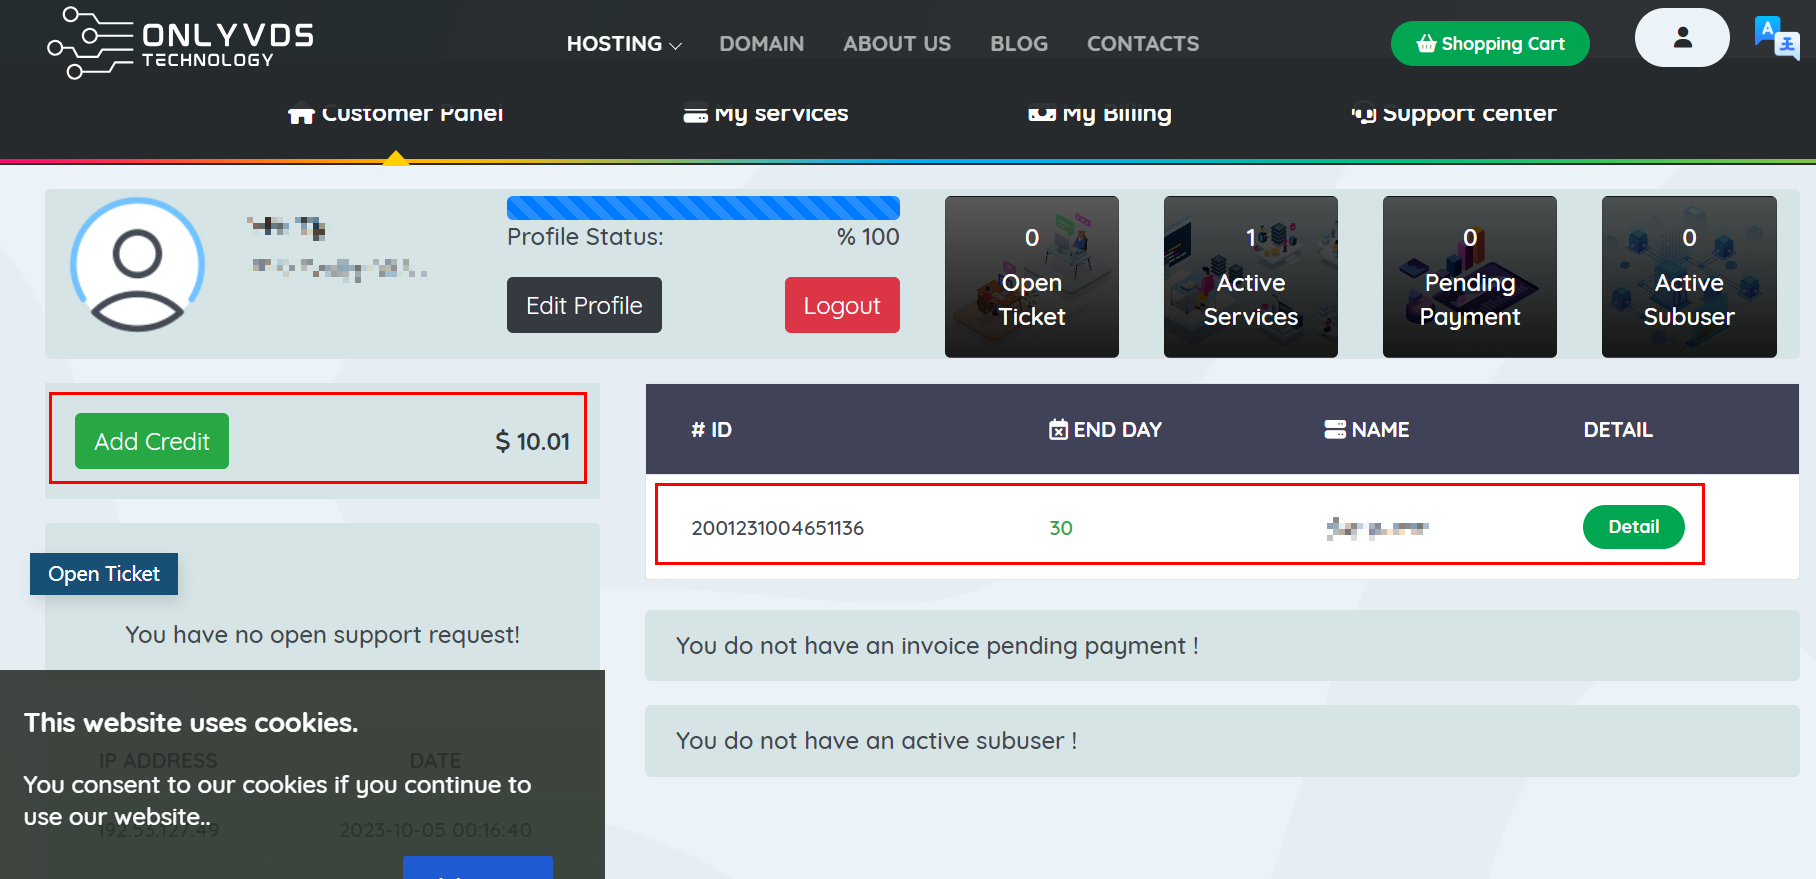 ONLYVDS
TECHNOLOGY
HOSTING
DOMAIN
ABOUT US
BLOG
CONTACTS
Shopping Cart
A
Customer Panel
My services
My Billing
Support center
Profile Status:
% 100
Edit Profile
Logout
0
Open
Ticket
1
Active
Services
0
Pending
Payment
0
Active
Subuser
Add Credit
$ 10.01
# ID
END DAY
NAME
DETAIL
2001231004651136
30
Detail
Open Ticket
You have no open support request!
You do not have an invoice pending payment !
You do not have an active subuser !
This website uses cookies.
IP ADDRESS
DATE
You consent to our cookies if you continue to
use our website..
192.53.127.49
2023-10-05 00:16:40